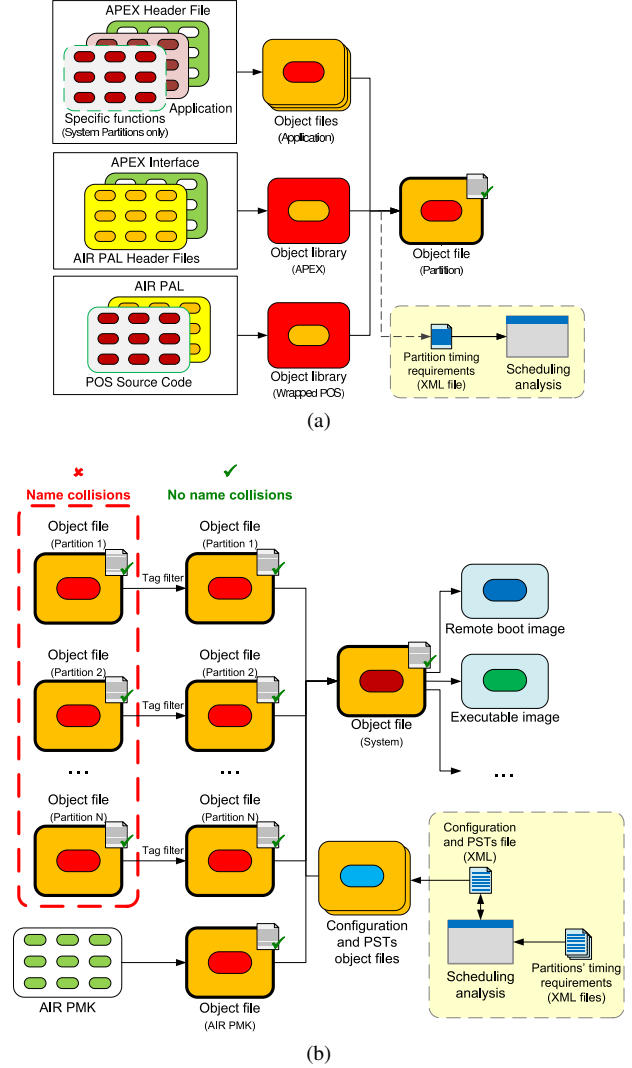 APEX Header File
Application
Specific functions
(System Partitions only)
Object files
(Application)
APEX Interface
AIR PAL Header Files
Object library
(APEX)
Object file
(Partition)
AIR PAL
POS Source Code
Object library
(Wrapped POS)
Partition timing
requirements
(XML file)
Scheduling
analysis
(a)
✘
Name collisions
✓
No name collisions
Object file
(Partition 1)
Tag filter
Object file
(Partition 1)
Remote boot image
Object file
(Partition 2)
Tag filter
Object file
(Partition 2)
Object file
(System)
Executable image
...
...
...
Object file
(Partition N)
Tag filter
Object file
(Partition N)
Configuration
and PSTs
object files
Configuration
and PSTs file
(XML)
Scheduling
analysis
Partitions' timing
requirements
(XML files)
AIR PMK
Object file
(AIR PMK)
(b)